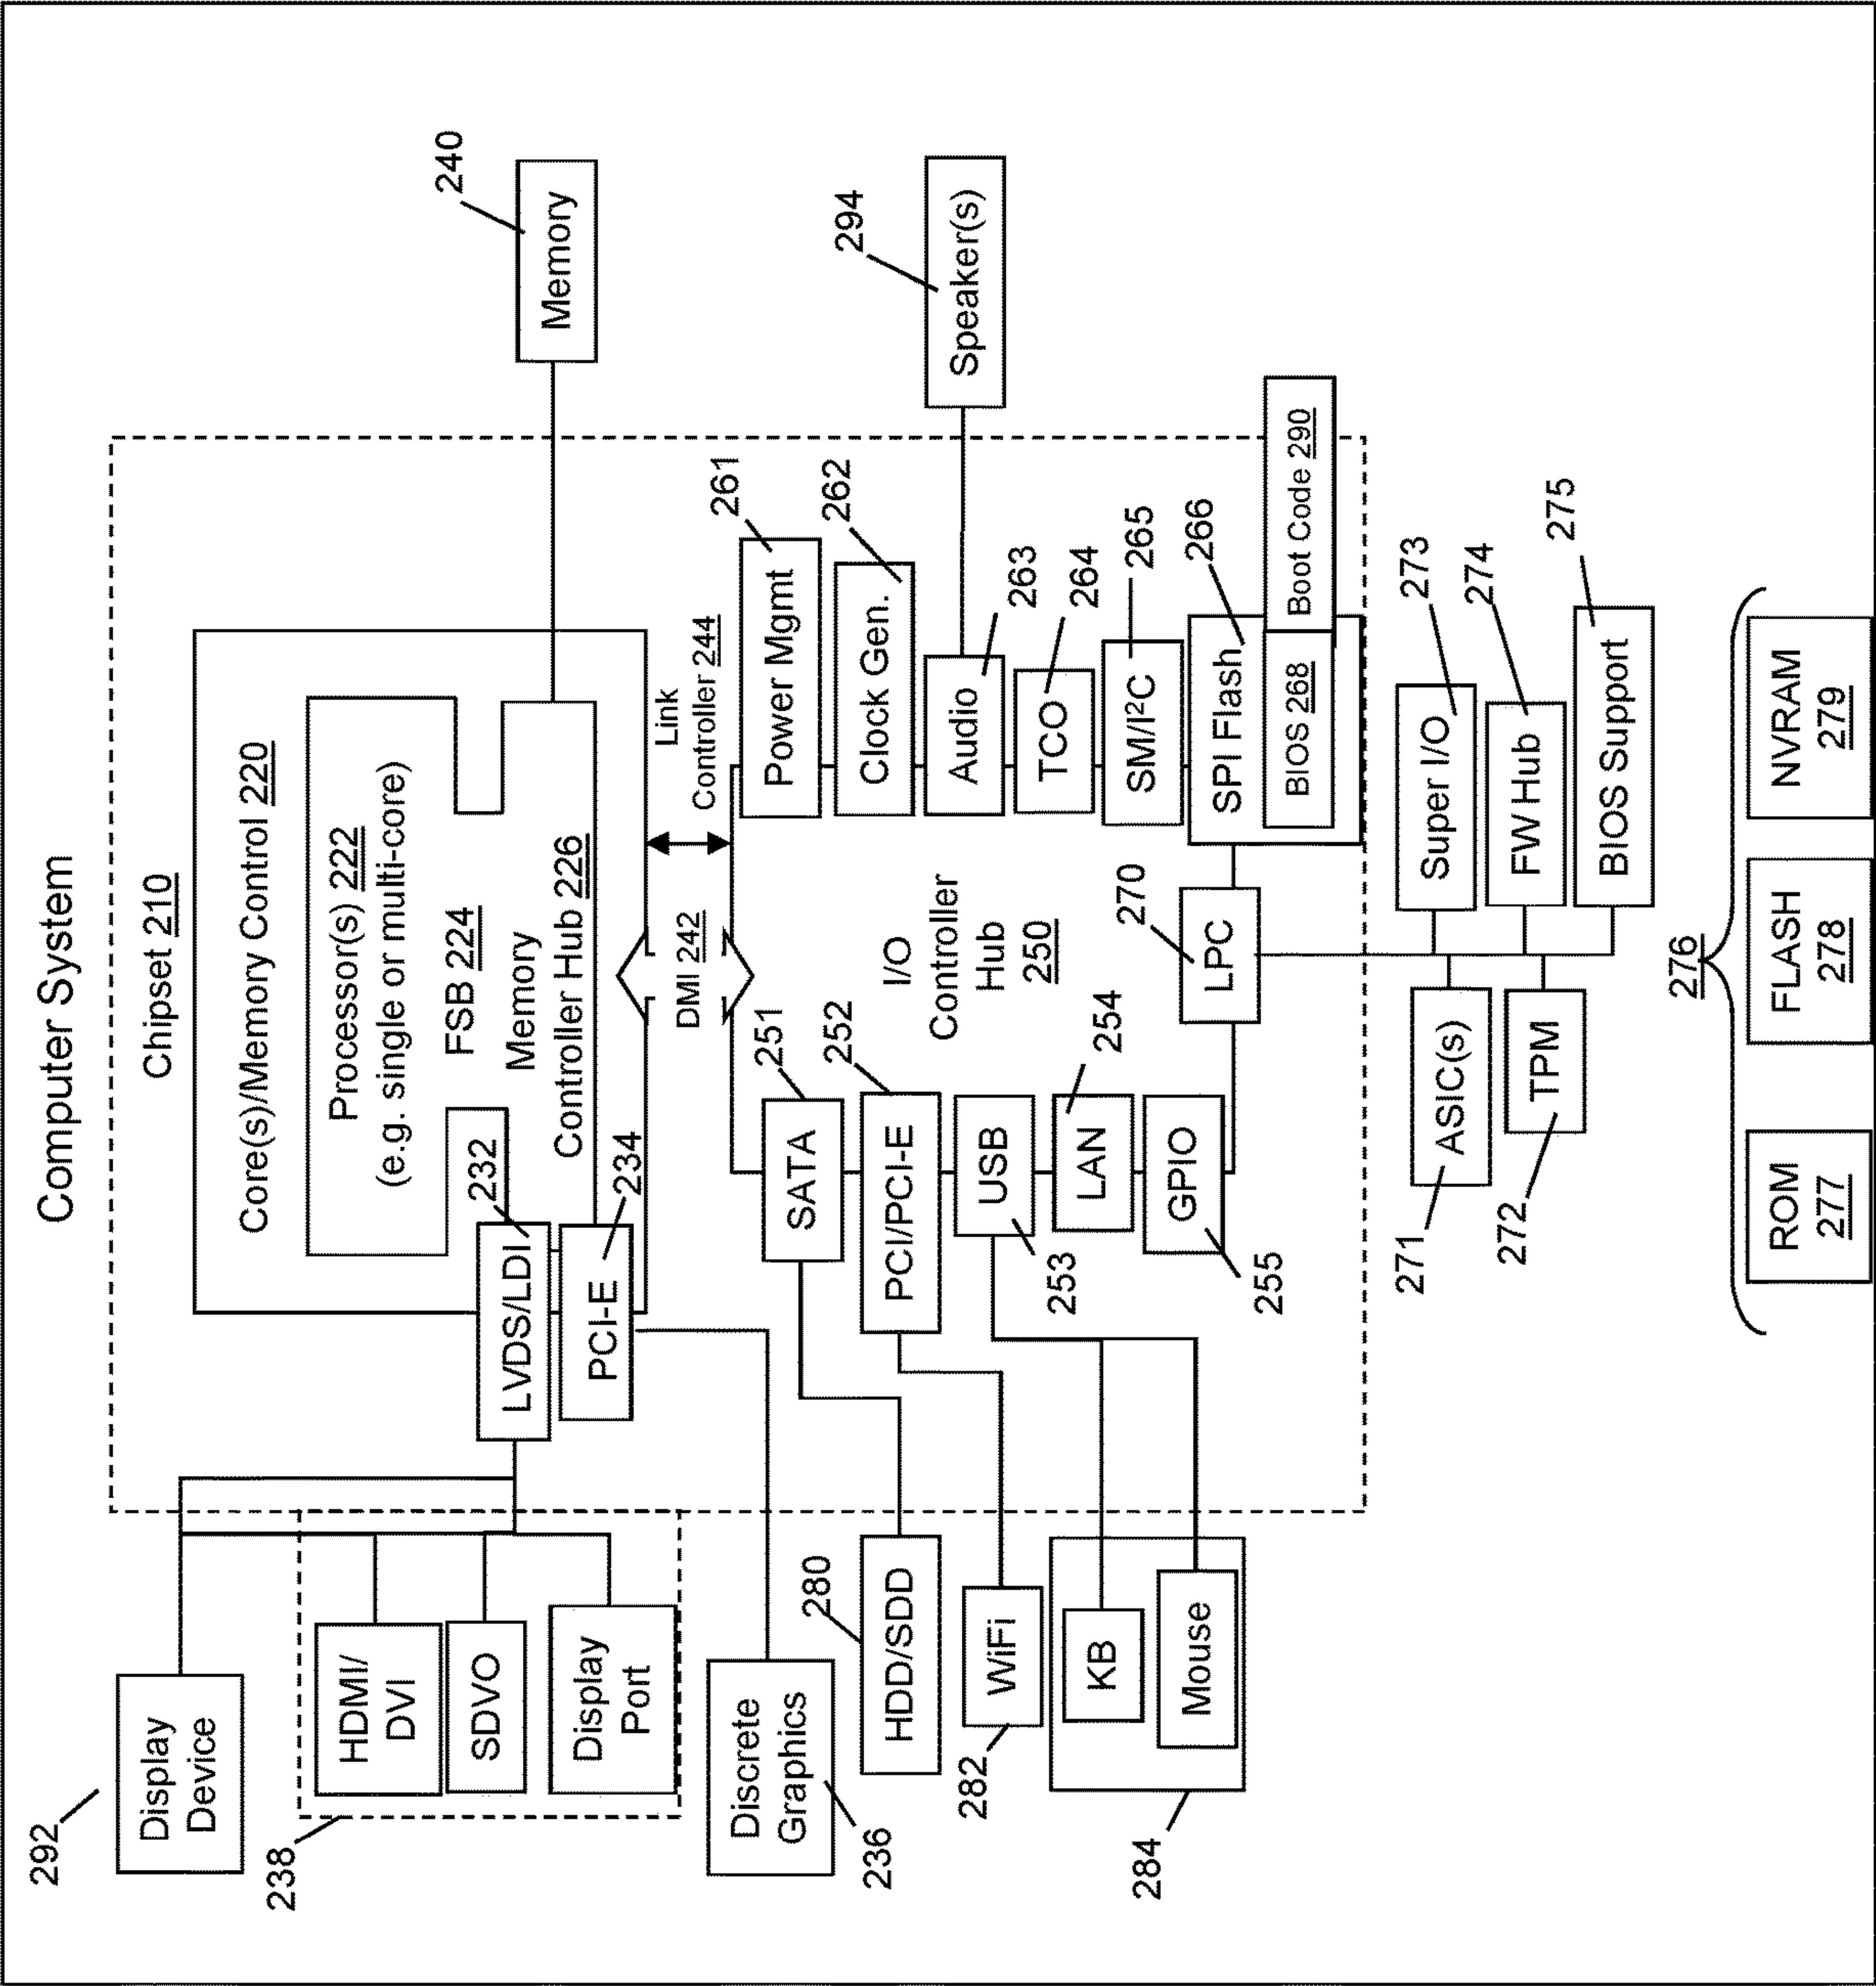 Computer System
Chipset 210
Core(s)/Memory Control 220
Processor(s) 222
(e.g. single or multi-core)
FSB 224
Memory
Controller Hub 226
232
LVDS/LDI
234
PCI-E
240
Memory
292
Display
Device
238
HDMI/
DVI
SDVO
Display
Port
Discrete
Graphics
236
DMI 242
Link
Controller 244
I/O
Controller
Hub
250
251
SATA
252
PCI/PCI-E
USB
253
254
LAN
GPIO
255
261
Power Mgmt
262
Clock Gen.
Audio
263
294
Speaker(s)
TCO
264
SM/I²C
265
SPI Flash
266
BIOS 268
Boot Code 290
270
LPC
280
HDD/SDD
WiFi
282
KB
Mouse
284
271
ASIC(s)
272
TPM
Super I/O
273
FW Hub
274
BIOS Support
275
276
ROM
277
FLASH
278
NVRAM
279